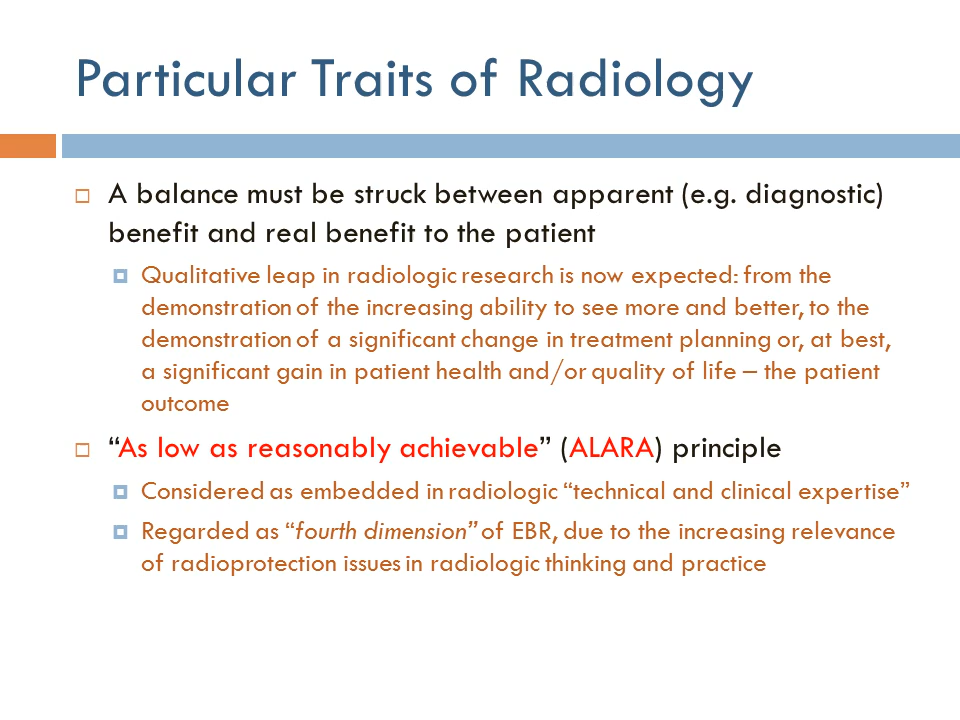 Particular Traits of Radiology
A balance must be struck between apparent (e.g. diagnostic)
benefit and real benefit to the patient
Qualitative leap in radiologic research is now expected: from the
demonstration of the increasing ability to see more and better, to the
demonstration of a significant change in treatment planning or, at best,
a significant gain in patient health and/or quality of life – the patient
outcome
“As low as reasonably achievable” (ALARA) principle
Considered as embedded in radiologic “technical and clinical expertise”
Regarded as “fourth dimension” of EBR, due to the increasing relevance
of radioprotection issues in radiologic thinking and practice